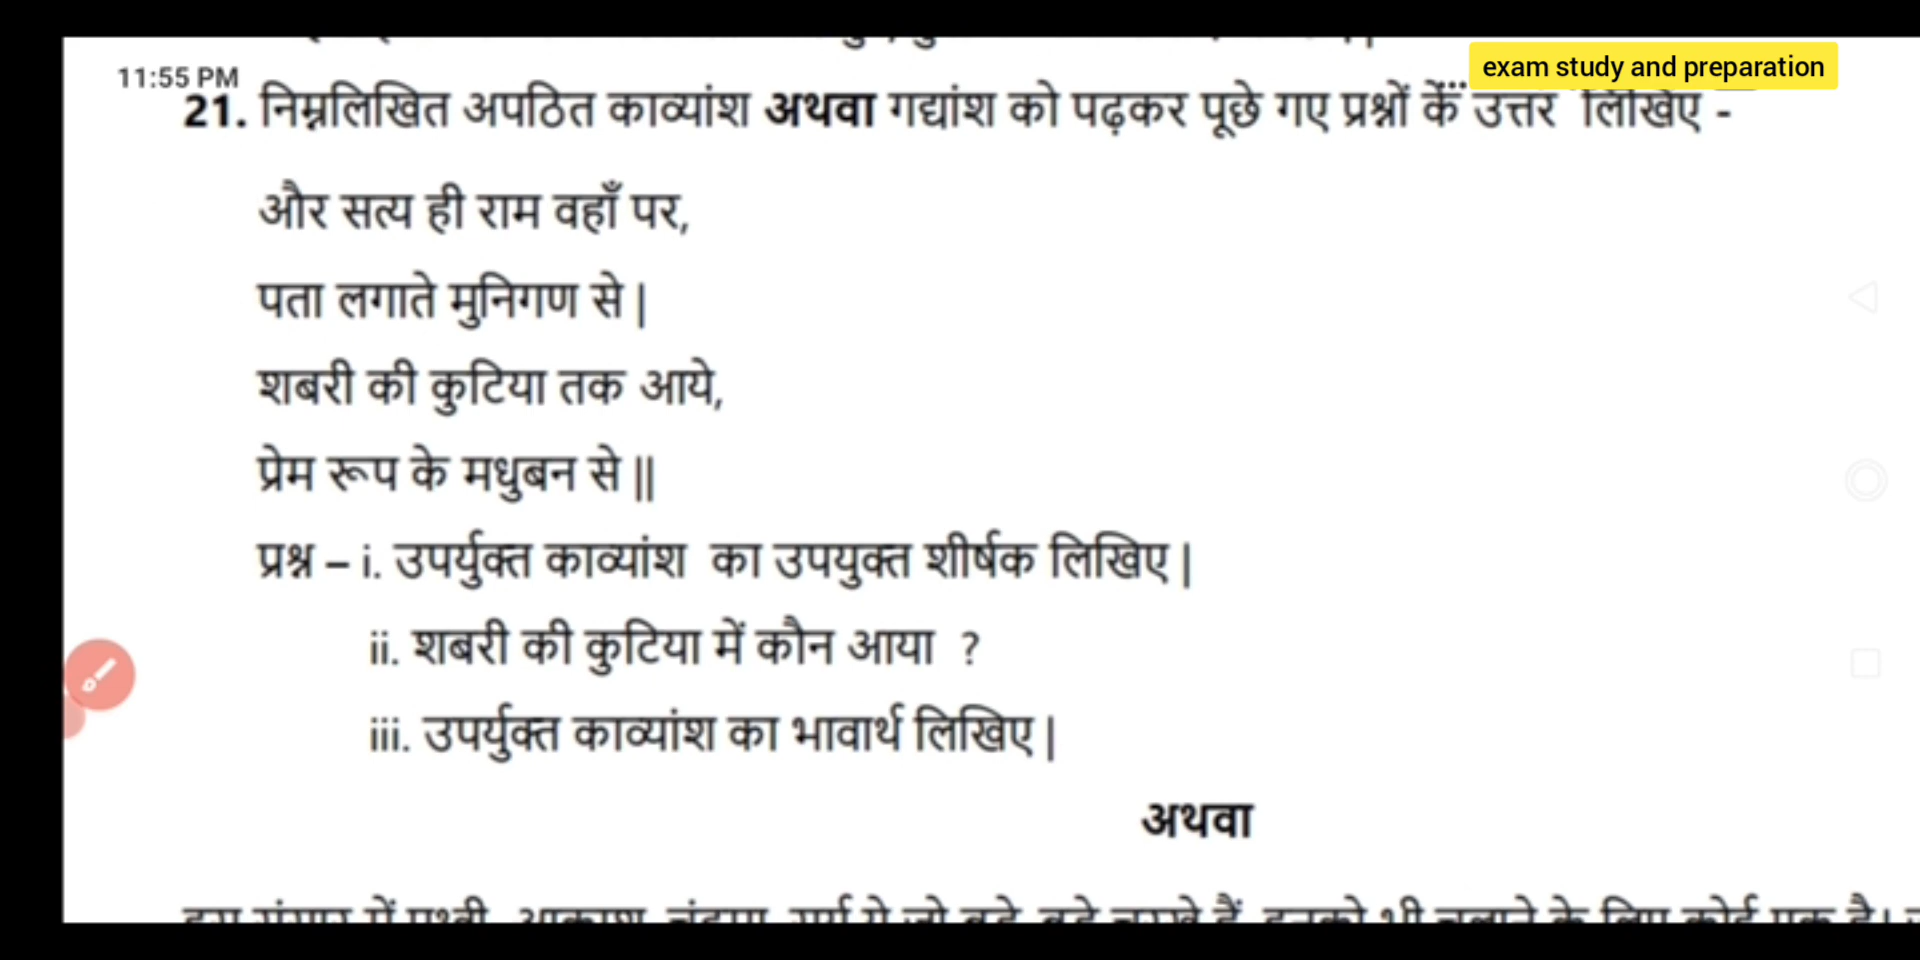 11:55 PM
exam study and preparation
21. निम्नलिखित अपठित काव्यांश अथवा गद्यांश को पढ़कर पूछे गए प्रश्नों कें उत्तर लिखिए -
और सत्य ही राम वहाँ पर,
पता लगाते मुनिगण से |
शबरी की कुटिया तक आये,
प्रेम रूप के मधुबन से ||
प्रश्न – i. उपर्युक्त काव्यांश का उपयुक्त शीर्षक लिखिए |
ii. शबरी की कुटिया में कौन आया ?
iii. उपर्युक्त काव्यांश का भावार्थ लिखिए |
अथवा